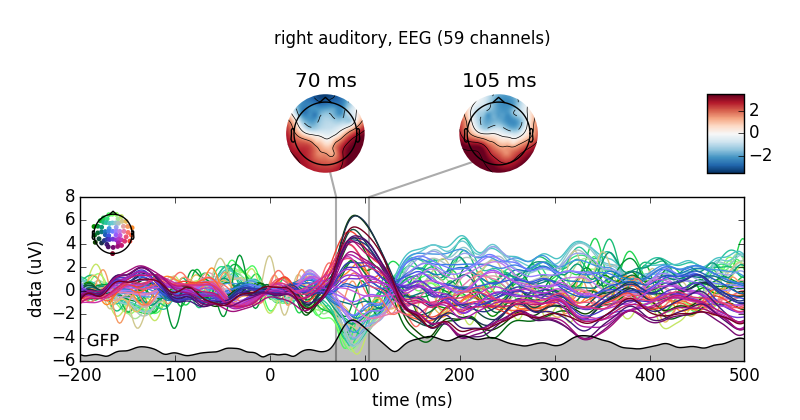 right auditory, EEG (59 channels)
70 ms 105 ms
2
0
−2
8
6
4
2
0
−2
−4
−6
data (uV)
GFP
−200 −100 0 100 200 300 400 500
time (ms)